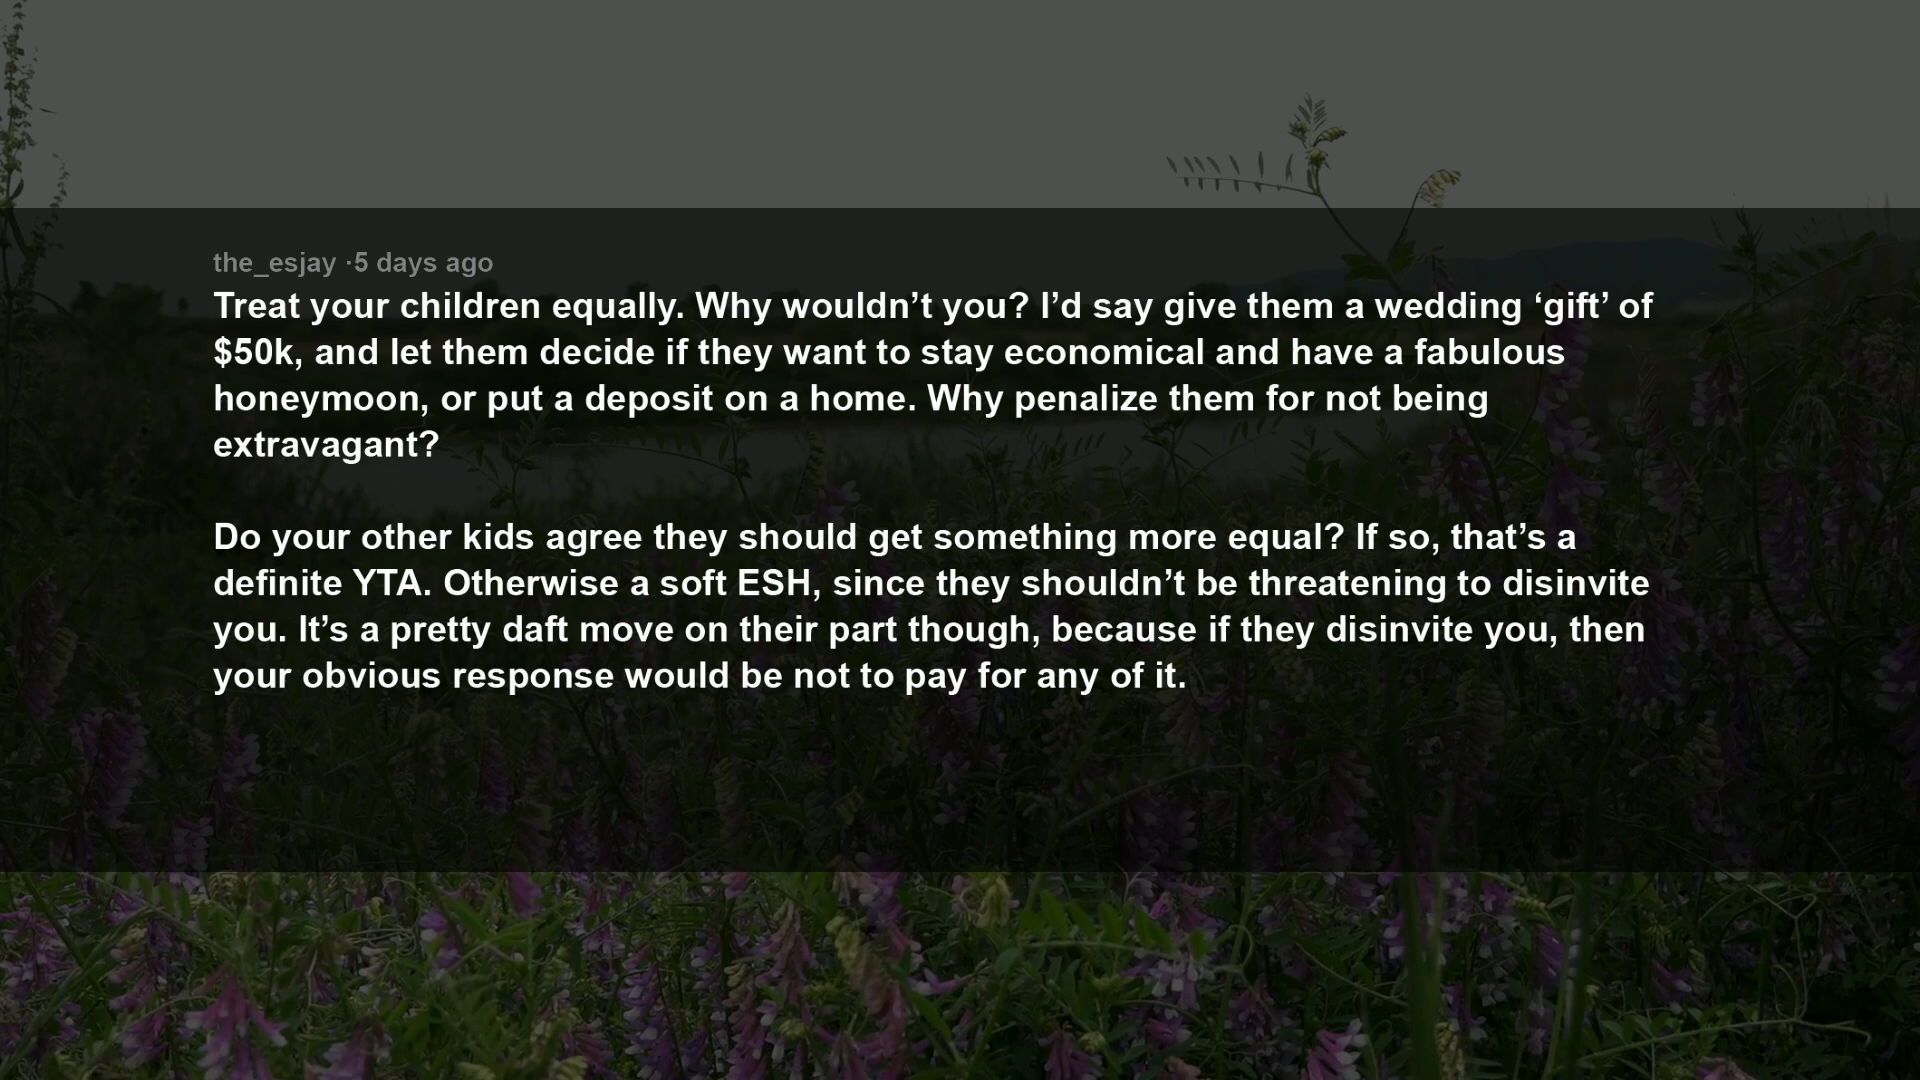 the_esjay ·5 days ago
Treat your children equally. Why wouldn’t you? I’d say give them a wedding ‘gift’ of
$50k, and let them decide if they want to stay economical and have a fabulous
honeymoon, or put a deposit on a home. Why penalize them for not being
extravagant?
Do your other kids agree they should get something more equal? If so, that’s a
definite YTA. Otherwise a soft ESH, since they shouldn’t be threatening to disinvite
you. It’s a pretty daft move on their part though, because if they disinvite you, then
your obvious response would be not to pay for any of it.